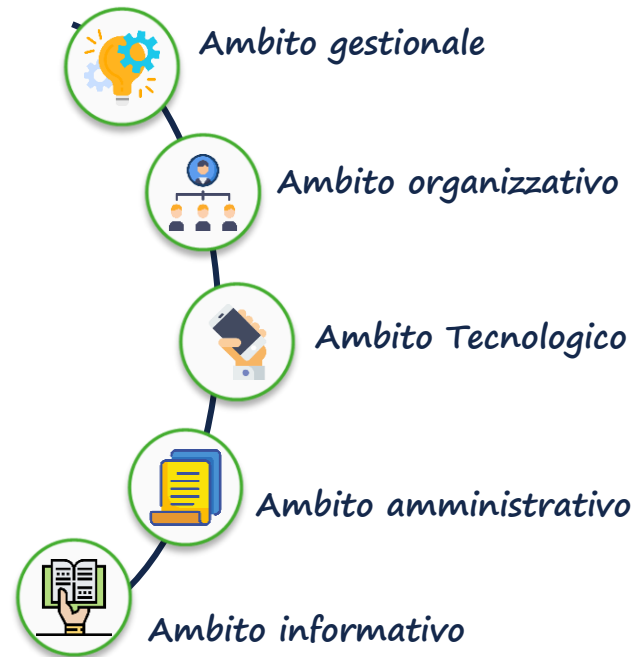 Ambito gestionale
Ambito organizzativo
Ambito Tecnologico
Ambito amministrativo
Ambito informativo